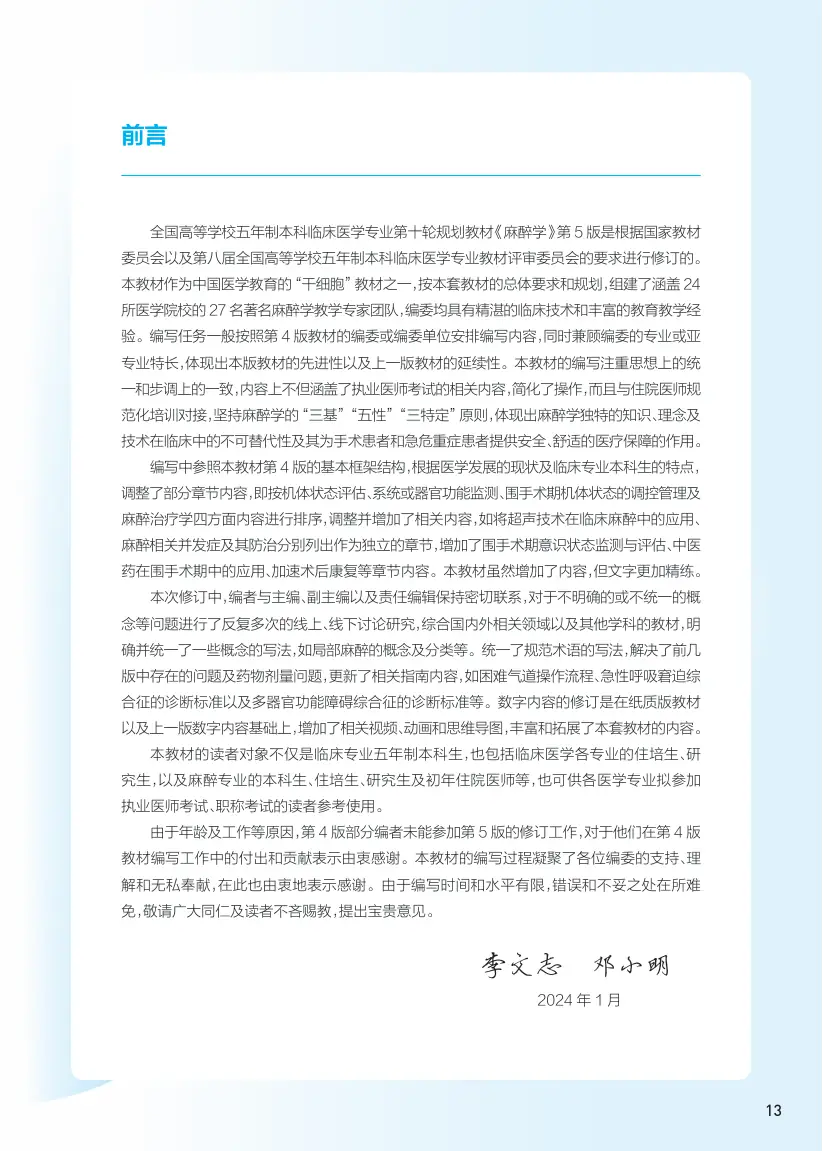 前言
全国高等学校五年制本科临床医学专业第十轮规划教材《麻醉学》第 5 版是根据国家教材
委员会以及第八届全国高等学校五年制本科临床医学专业教材评审委员会的要求进行修订的。
本教材作为中国医学教育的“干细胞”教材之一，按本套教材的总体要求和规划，组建了涵盖 24
所医学院校的 27 名著名麻醉学教学专家团队，编委均具有精湛的临床技术和丰富的教育教学经
验。编写任务一般按照第 4 版教材的编委或编委单位安排编写内容，同时兼顾编委的专业或亚
专业特长，体现出本版教材的先进性以及上一版教材的延续性。本教材的编写注重思想上的统
一和步调上的一致，内容上不但涵盖了执业医师考试的相关内容，简化了操作，而且与住院医师规
范化培训对接，坚持麻醉学的“三基”“五性”“三特定”原则，体现出麻醉学独特的知识、理念及
技术在临床中的不可替代性及其为手术患者和急危重症患者提供安全、舒适的医疗保障的作用。
编写中参照本教材第 4 版的基本框架结构，根据医学发展的现状及临床专业本科生的特点，
调整了部分章节内容，即按机体状态评估、系统或器官功能监测、围手术期机体状态的调控管理及
麻醉治疗学四方面内容进行排序，调整并增加了相关内容，如将超声技术在临床麻醉中的应用、
麻醉相关并发症及其防治分别列出作为独立的章节，增加了围手术期意识状态监测与评估、中医
药在围手术期中的应用、加速术后康复等章节内容。本教材虽然增加了内容，但文字更加精练。
本次修订中，编者与主编、副主编以及责任编辑保持密切联系，对于不明确的或不统一的概
念等问题进行了反复多次的线上、线下讨论研究，综合国内外相关领域以及其他学科的教材，明
确并统一了一些概念的写法，如局部麻醉的概念及分类等。统一了规范术语的写法，解决了前几
版中存在的问题及药物剂量问题，更新了相关指南内容，如困难气道操作流程、急性呼吸窘迫综
合征的诊断标准以及多器官功能障碍综合征的诊断标准等。数字内容的修订是在纸质版教材
以及上一版数字内容基础上，增加了相关视频、动画和思维导图，丰富和拓展了本套教材的内容。
本教材的读者对象不仅是临床专业五年制本科生，也包括临床医学各专业的住培生、研
究生，以及麻醉专业的本科生、住培生、研究生及初年住院医师等，也可供各医学专业拟参加
执业医师考试、职称考试的读者参考使用。
由于年龄及工作等原因，第 4 版部分编者未能参加第 5 版的修订工作，对于他们在第 4 版
教材编写工作中的付出和贡献表示由衷感谢。本教材的编写过程凝聚了各位编委的支持、理
解和无私奉献，在此也由衷地表示感谢。由于编写时间和水平有限，错误和不妥之处在所难
免，敬请广大同仁及读者不吝赐教，提出宝贵意见。
李文志 邓小明
2024 年 1 月
13